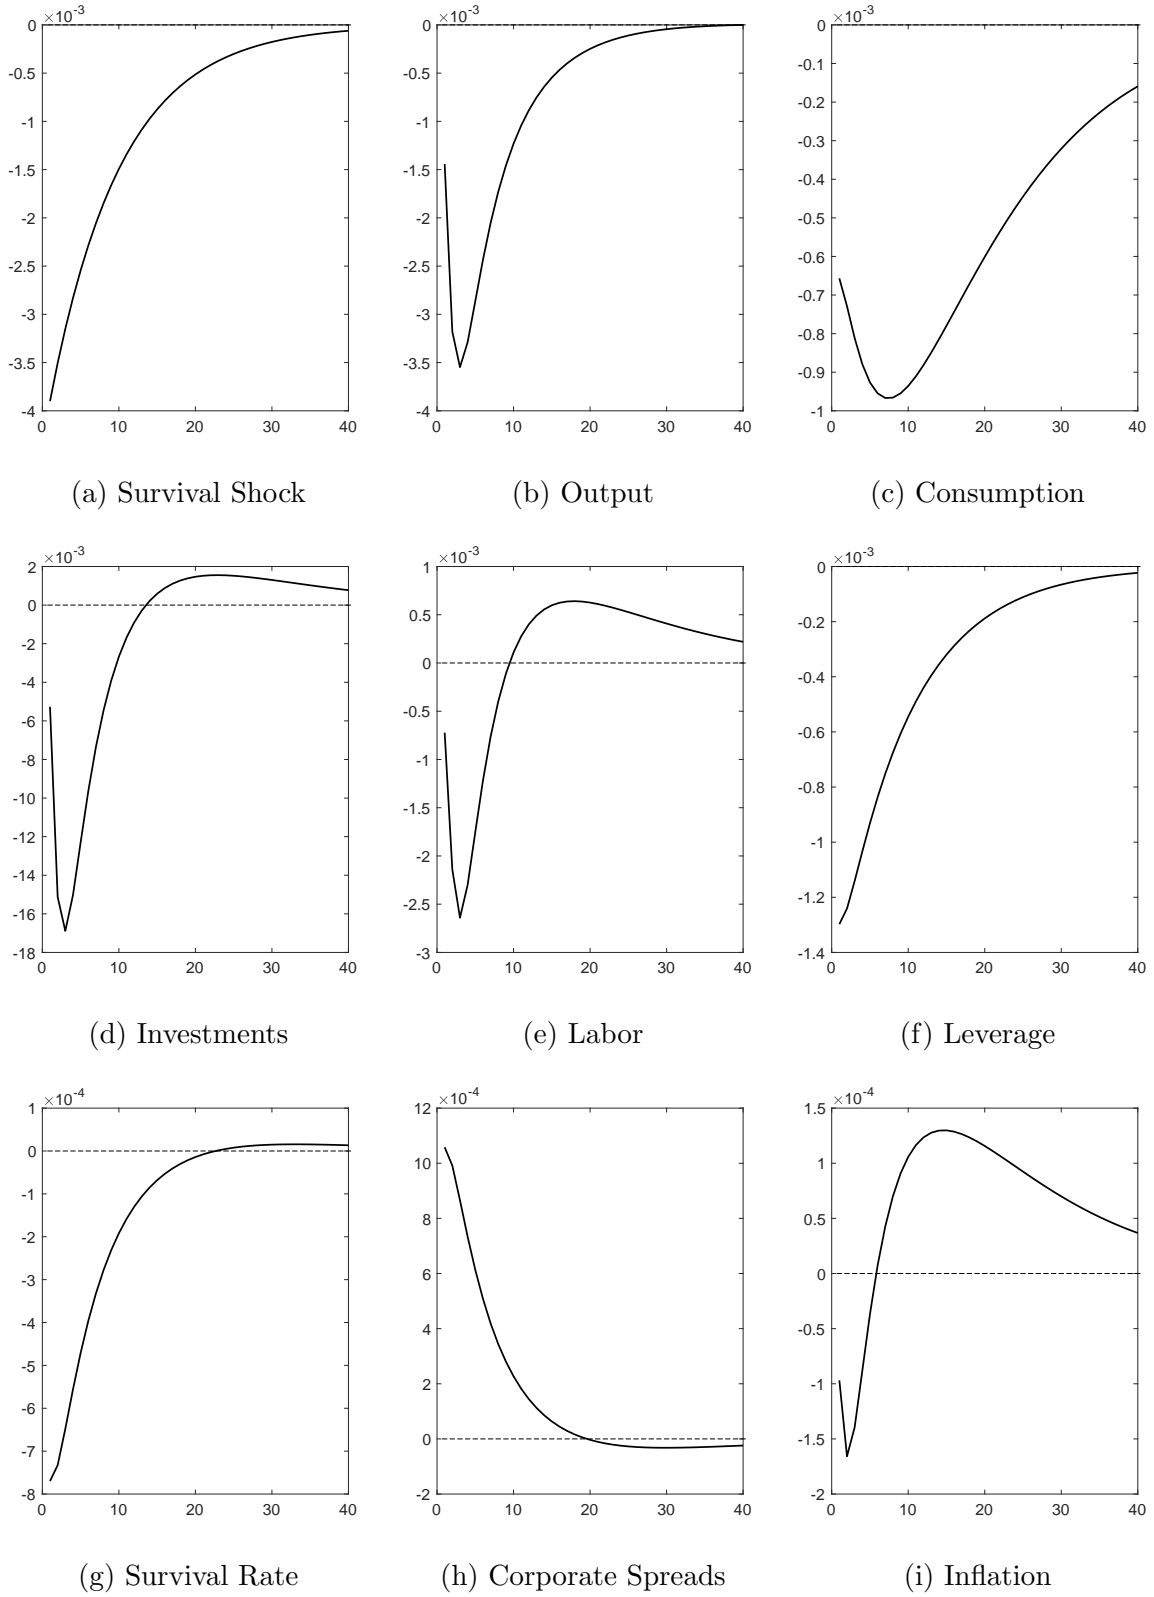 ×10-3 ×10-3 ×10-3
0 0 0
-0.5 -0.5 -0.1
-1 -1 -0.2
-1.5 -1.5 -0.3
-2 -2 -0.4
-2.5 -2.5 -0.5
-3 -3 -0.6
-3.5 -3.5 -0.7
-4 -4 -0.8
-0.9
-1
0 10 20 30 40 0 10 20 30 40 0 10 20 30 40
(a) Survival Shock (b) Output (c) Consumption
×10-3 ×10-3 ×10-3
2 1 0
0 0.5 -0.2
-2 0 -0.4
-4 -0.5 -0.6
-6 -1 -0.8
-8 -1.5 -1
-10 -2 -1.2
-12 -2.5 -1.4
-14 -3
-16
-18
0 10 20 30 40 0 10 20 30 40 0 10 20 30 40
(d) Investments (e) Labor (f) Leverage
×10-4 ×10-4 ×10-4
1 12 1.5
0 10 1
-1 8 0.5
-2 6 0
-3 4 -0.5
-4 2 -1
-5 0 -1.5
-6 -2 -2
-7
-8
0 10 20 30 40 0 10 20 30 40 0 10 20 30 40
(g) Survival Rate (h) Corporate Spreads (i) Inflation